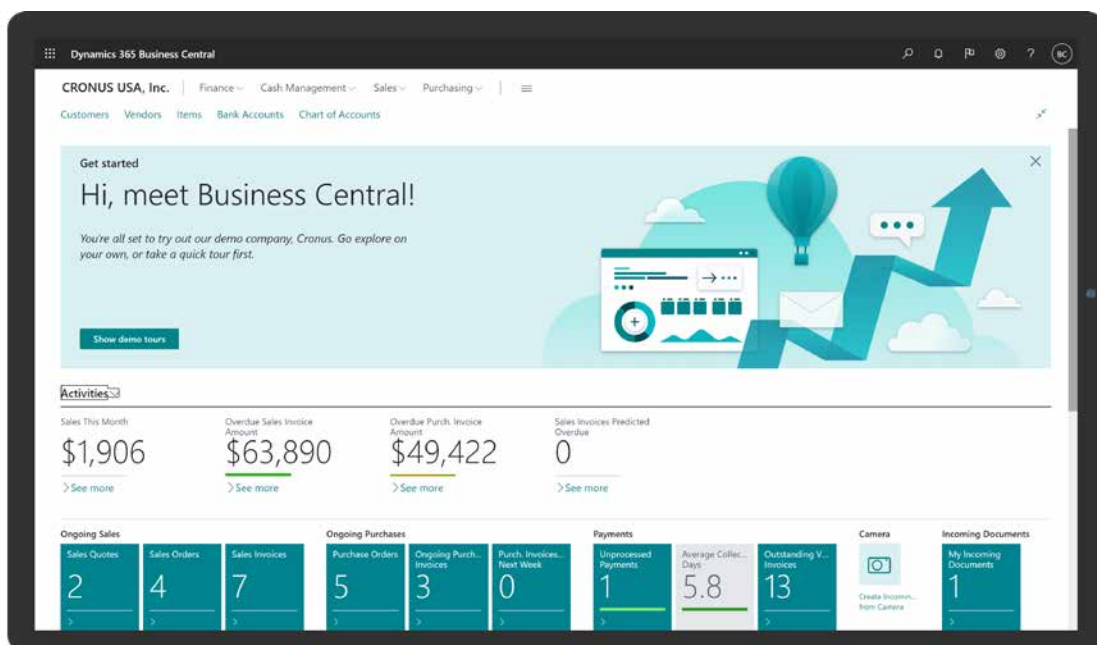 Dynamics 365 Business Central
BC
CRONUS USA, Inc.
Finance
Cash Management
Sales
Purchasing
Customers
Vendors
Items
Bank Accounts
Chart of Accounts
Get started
Hi, meet Business Central!
You're all set to try out our demo company, Cronus. Go explore on
your own, or take a quick tour first.
Show demo tours
Activities
Sales This Month
$1,906
>See more
Overdue Sales Invoice
Amount
$63,890
>See more
Overdue Purch. Invoice
Amount
$49,422
>See more
Sales Invoices Predicted
Overdue
0
>See more
Ongoing Sales
Sales Quotes
2
Sales Orders
4
Sales Invoices
7
Ongoing Purchases
Purchase Orders
5
Ongoing Purch...
Invoices
3
Purch. Invoices...
Next Week
0
Payments
Unprocessed
Payments
1
Average Collec...
Days
5.8
Outstanding V...
Invoices
13
Camera
Create Incomin...
from Camera
Incoming Documents
My Incoming
Documents
1